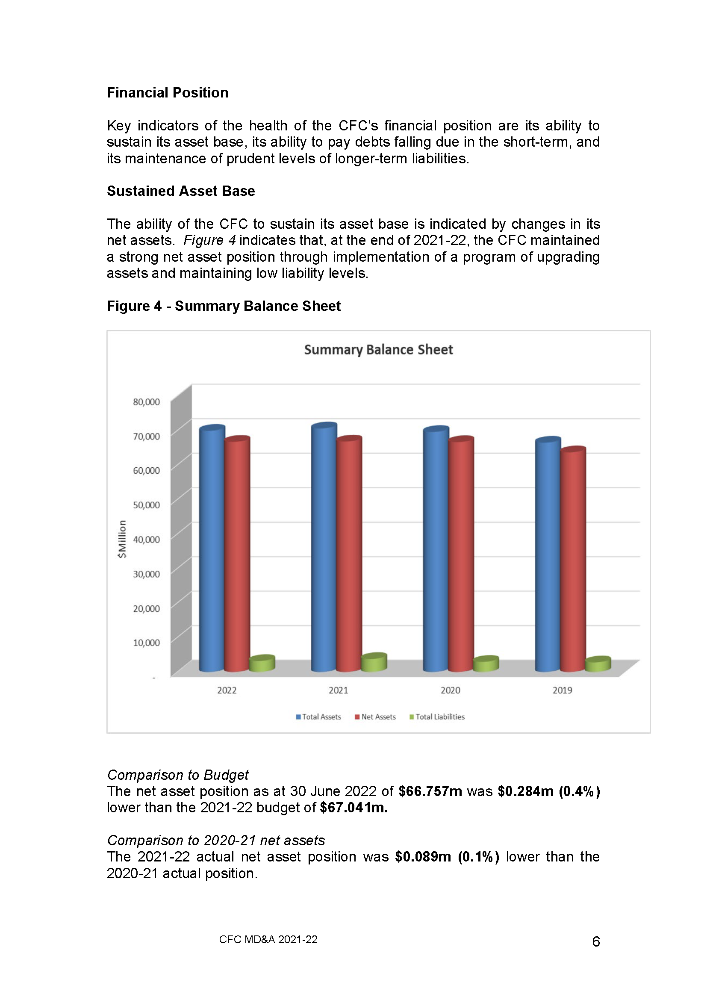 Financial Position
Key indicators of the health of the CFC’s financial position are its ability to
sustain its asset base, its ability to pay debts falling due in the short-term, and
its maintenance of prudent levels of longer-term liabilities.
Sustained Asset Base
The ability of the CFC to sustain its asset base is indicated by changes in its
net assets.  Figure 4 indicates that, at the end of 2021-22, the CFC maintained
a strong net asset position through implementation of a program of upgrading
assets and maintaining low liability levels.
Figure 4 - Summary Balance Sheet
Summary Balance Sheet
80,000
70,000
60,000
50,000
40,000
30,000
20,000
10,000
-
$Million
2022 2021 2020 2019
Total Assets Net Assets Total Liabilities
Comparison to Budget
The net asset position as at 30 June 2022 of $66.757m was $0.284m (0.4%)
lower than the 2021-22 budget of $67.041m.
Comparison to 2020-21 net assets
The 2021-22 actual net asset position was $0.089m (0.1%) lower than the
2020-21 actual position.
CFC MD&A 2021-22 6